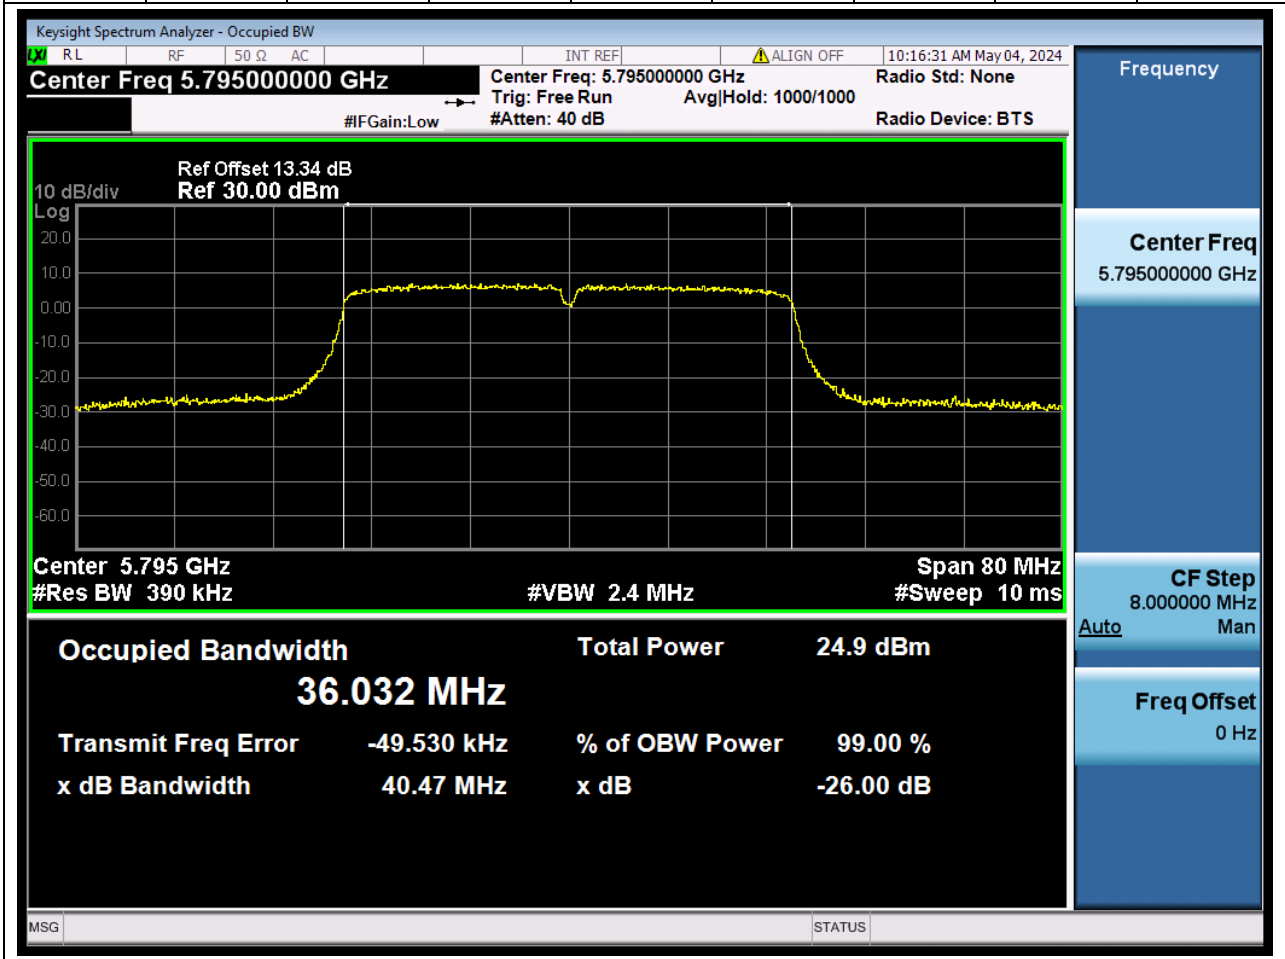 Keysight Spectrum Analyzer - Occupied BW
LXI RL RF 50 Ω AC INT REF ALIGN OFF 10:16:31 AM May 04, 2024
Center Freq 5.795000000 GHz
Center Freq: 5.795000000 GHz
Radio Std: None
Trig: Free Run Avg|Hold: 1000/1000
#IFGain:Low
#Atten: 40 dB
Radio Device: BTS
Ref Offset 13.34 dB
10 dB/div Ref 30.00 dBm
Log
20.0
10.0
0.00
-10.0
-20.0
-30.0
-40.0
-50.0
-60.0
Center 5.795 GHz Span 80 MHz
#Res BW 390 kHz #VBW 2.4 MHz #Sweep 10 ms
Occupied Bandwidth Total Power 24.9 dBm
36.032 MHz
Transmit Freq Error -49.530 kHz % of OBW Power 99.00 %
x dB Bandwidth 40.47 MHz x dB -26.00 dB
MSG STATUS
Frequency
Center Freq
5.795000000 GHz
CF Step
8.000000 MHz
Auto Man
Freq Offset
0 Hz